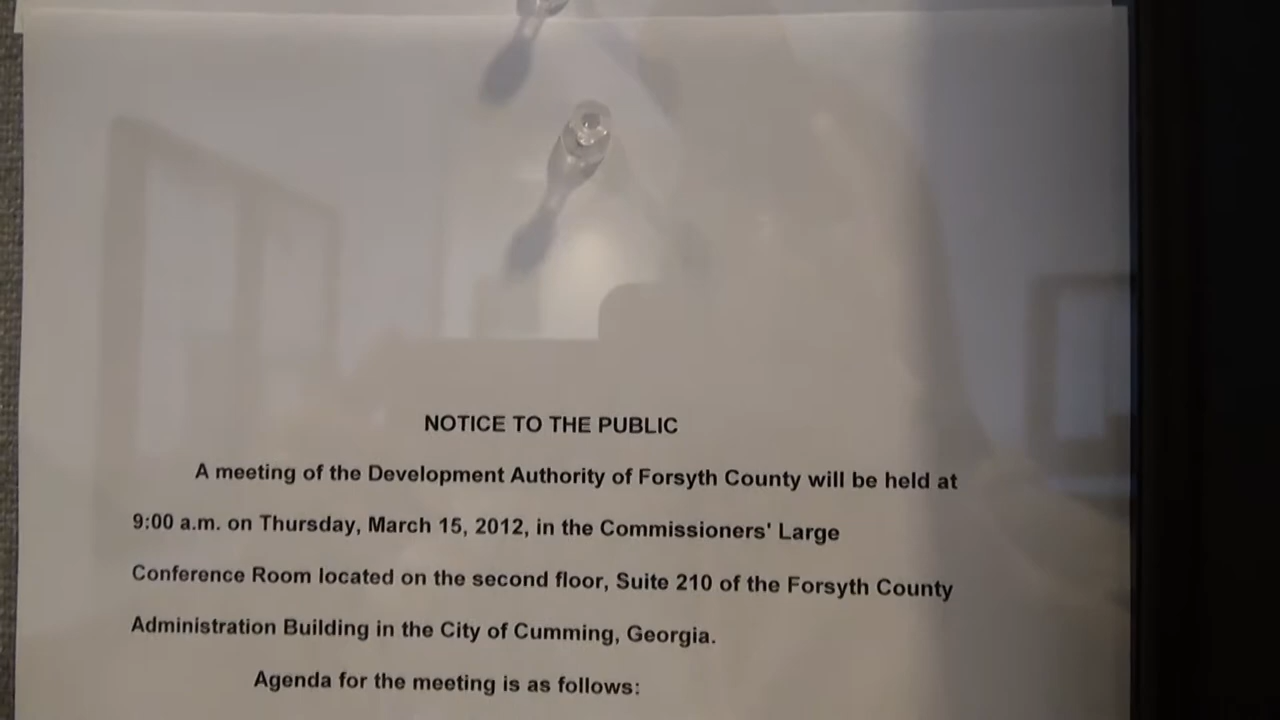 NOTICE TO THE PUBLIC
A meeting of the Development Authority of Forsyth County will be held at
9:00 a.m. on Thursday, March 15, 2012, in the Commissioners' Large
Conference Room located on the second floor, Suite 210 of the Forsyth County
Administration Building in the City of Cumming, Georgia.
Agenda for the meeting is as follows: